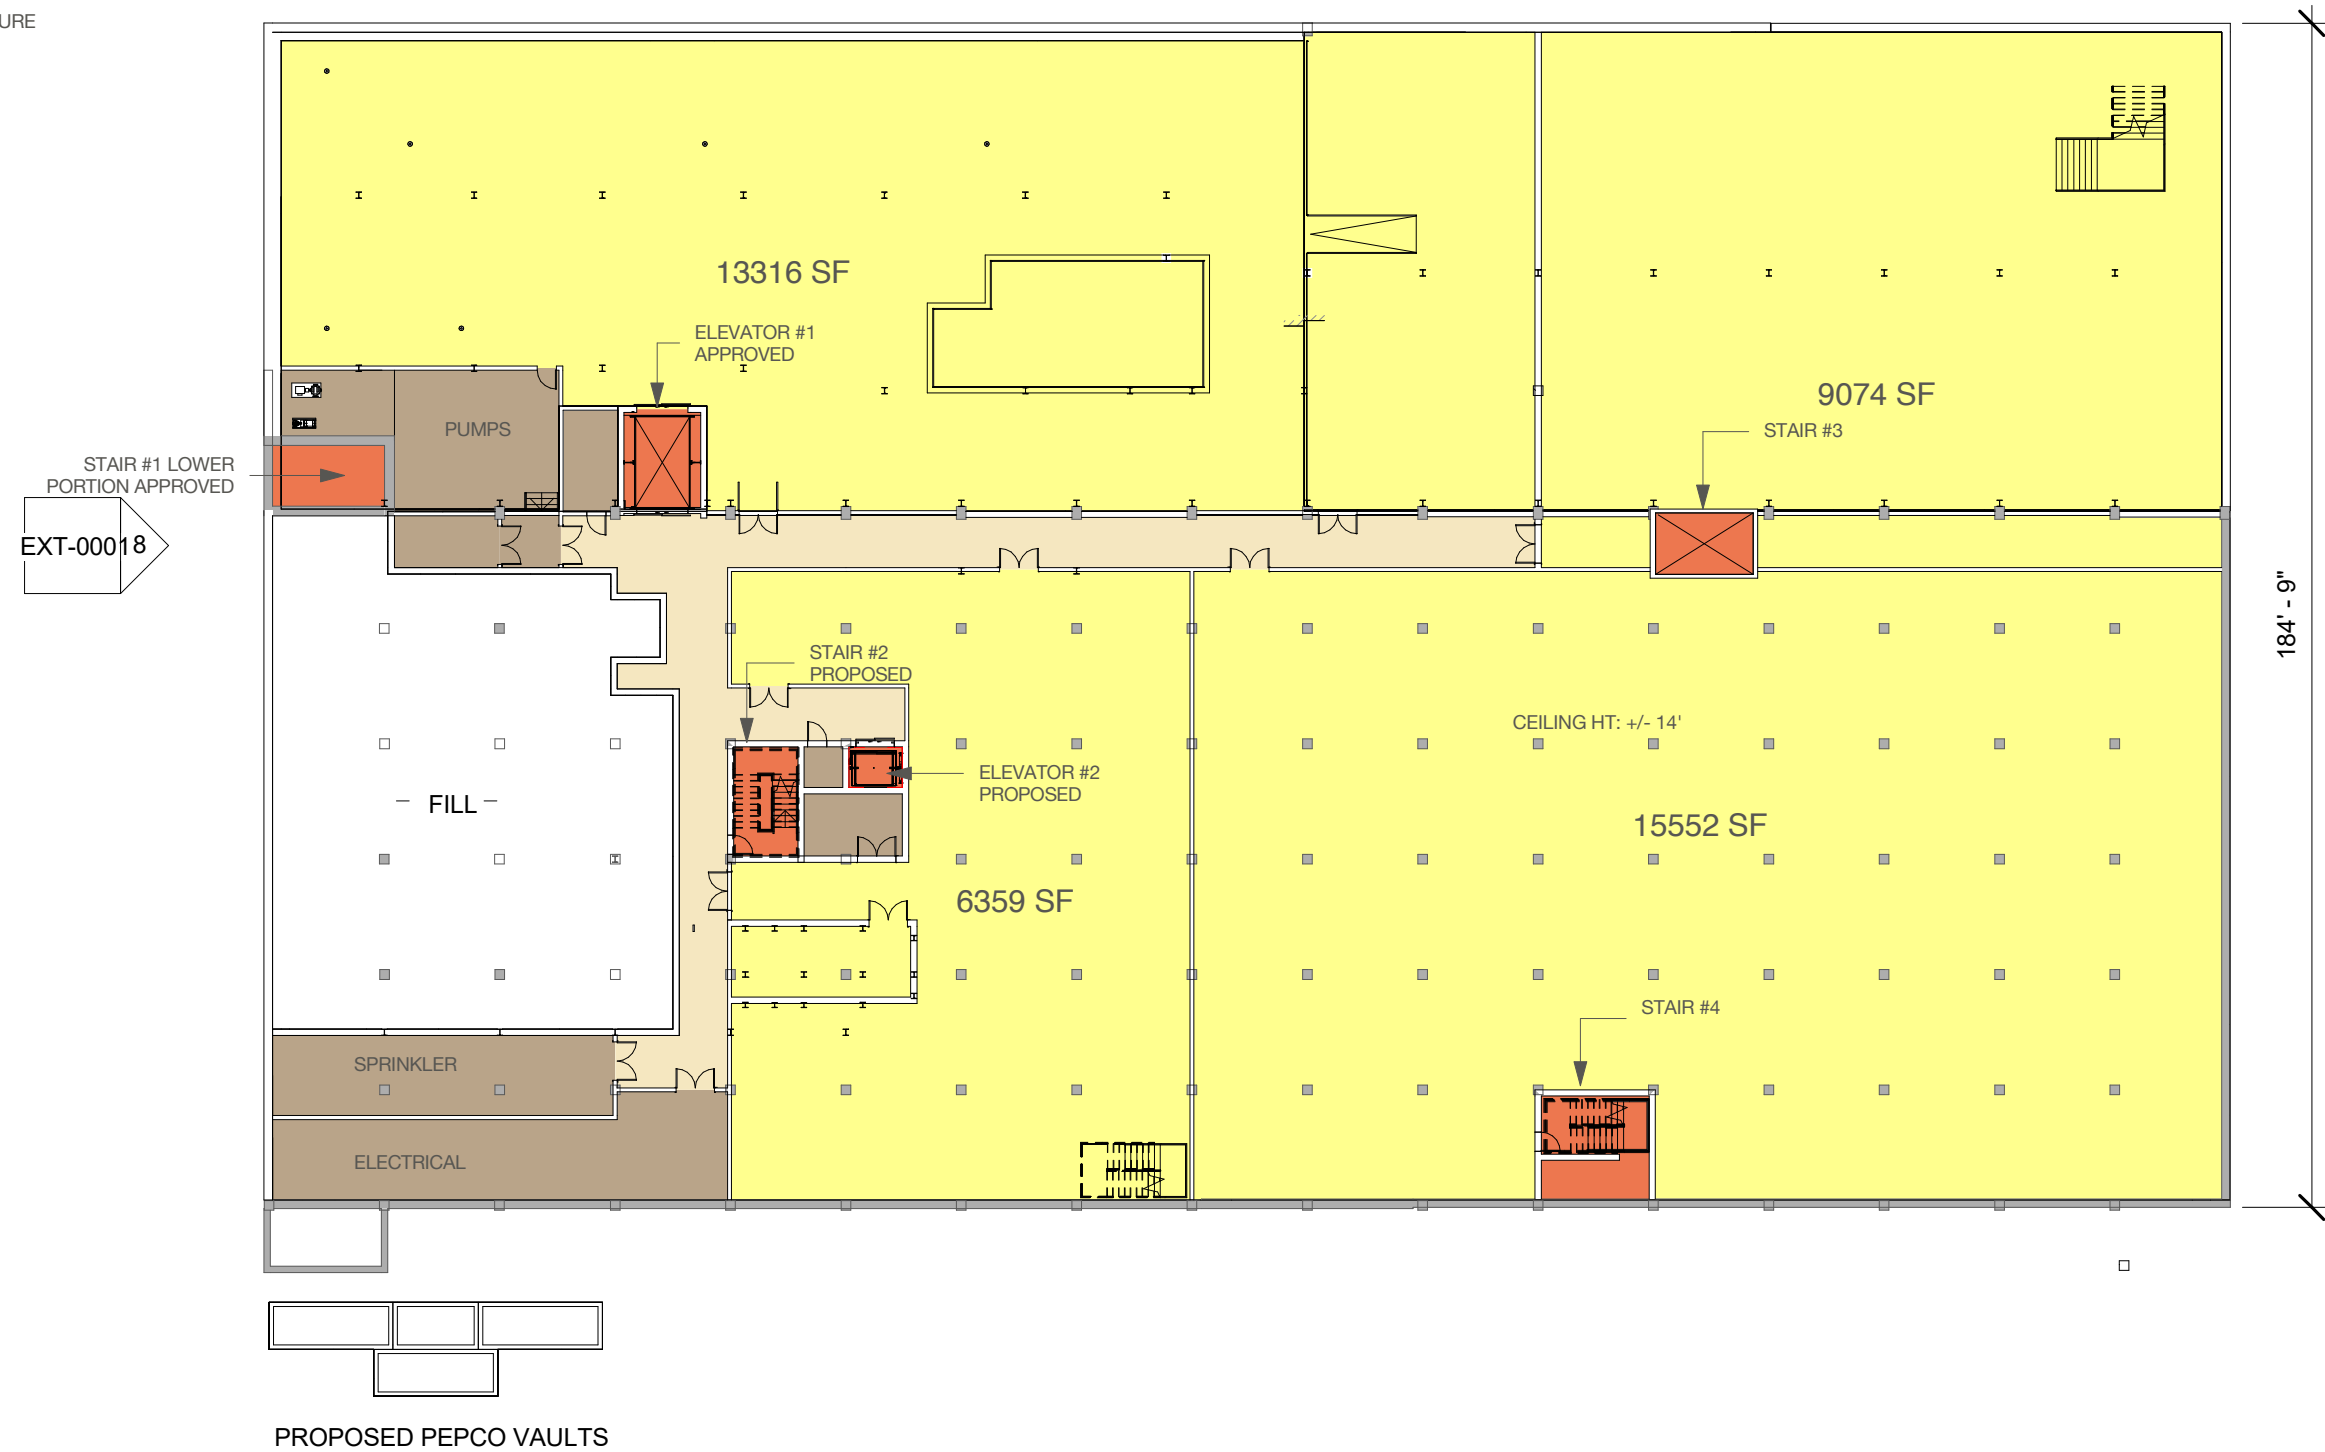 URE
13316 SF
ELEVATOR #1
APPROVED
9074 SF
STAIR #3
PUMPS
STAIR #1 LOWER
PORTION APPROVED
EXT-00018
184' - 9"
STAIR #2
PROPOSED
CEILING HT: +/- 14'
ELEVATOR #2
PROPOSED
FILL
15552 SF
6359 SF
STAIR #4
SPRINKLER
ELECTRICAL
PROPOSED PEPCO VAULTS